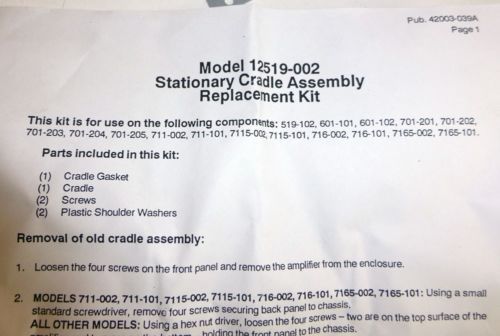 Pub. 42003-039A
Page 1
Model 12519-002
Stationary Cradle Assembly
Replacement Kit
This kit is for use on the following components: 519-102, 601-101, 601-102, 701-201, 701-202,
701-203, 701-204, 701-205, 711-002, 711-101, 7115-002, 7115-101, 716-002, 716-101, 7165-002, 7165-101.
Parts included in this kit:
(1) Cradle Gasket
(1) Cradle
(2) Screws
(2) Plastic Shoulder Washers
Removal of old cradle assembly:
1. Loosen the four screws on the front panel and remove the amplifier from the enclosure.
2. MODELS 711-002, 711-101, 7115-002, 7115-101, 716-002, 716-101, 7165-002, 7165-101: Using a small
standard screwdriver, remove four screws securing back panel to chassis.
ALL OTHER MODELS: Using a hex nut driver, loosen the four screws – two are on the top surface of the
holding the front panel to the chassis.